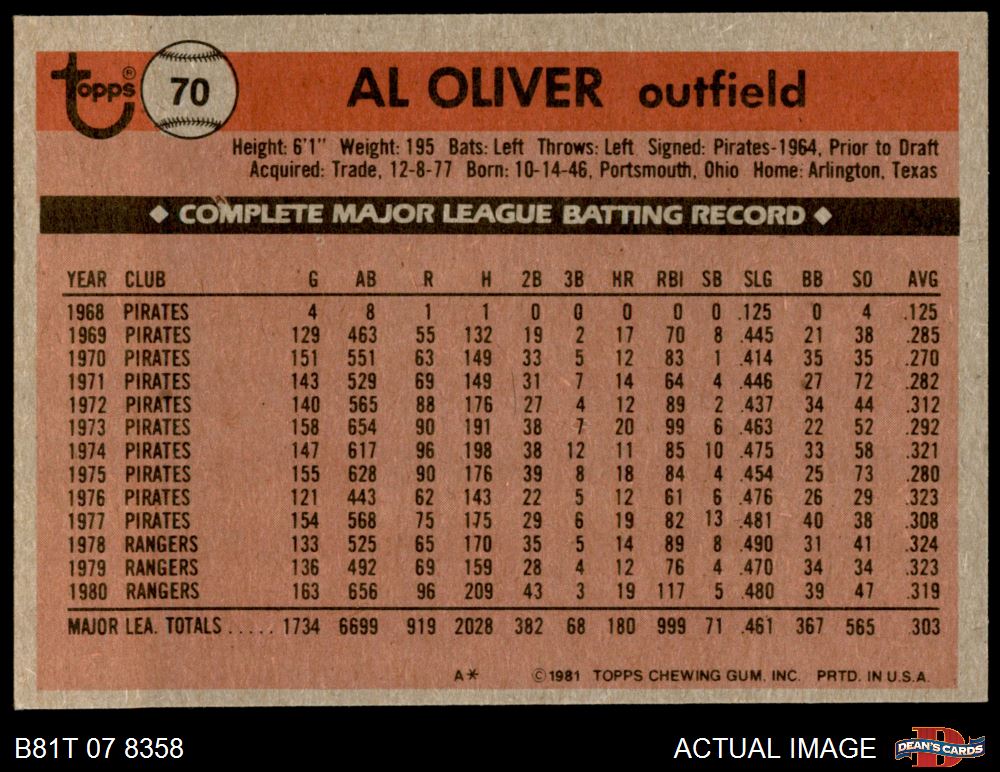 topps® 70 AL OLIVER outfield
Height: 6'1" Weight: 195 Bats: Left Throws: Left Signed: Pirates-1964, Prior to Draft
Acquired: Trade, 12-8-77 Born: 10-14-46, Portsmouth, Ohio Home: Arlington, Texas
◆ COMPLETE MAJOR LEAGUE BATTING RECORD ◆
YEAR CLUB G AB R H 2B 3B HR RBI SB SLG BB SO AVG
1968 PIRATES 4 8 1 1 0 0 0 0 0 .125 0 4 .125
1969 PIRATES 129 463 55 132 19 2 17 70 8 .445 21 38 .285
1970 PIRATES 151 551 63 149 33 5 12 83 1 .414 35 35 .270
1971 PIRATES 143 529 69 149 31 7 14 64 4 .446 27 72 .282
1972 PIRATES 140 565 88 176 27 4 12 89 2 .437 34 44 .312
1973 PIRATES 158 654 90 191 38 7 20 99 6 .463 22 52 .292
1974 PIRATES 147 617 96 198 38 12 11 85 10 .475 33 58 .321
1975 PIRATES 155 628 90 176 39 8 18 84 4 .454 25 73 .280
1976 PIRATES 121 443 62 143 22 5 12 61 6 .476 26 29 .323
1977 PIRATES 154 568 75 175 29 6 19 82 13 .481 40 38 .308
1978 RANGERS 133 525 65 170 35 5 14 89 8 .490 31 41 .324
1979 RANGERS 136 492 69 159 28 4 12 76 4 .470 34 34 .323
1980 RANGERS 163 656 96 209 43 3 19 117 5 .480 39 47 .319
MAJOR LEA. TOTALS ..... 1734 6699 919 2028 382 68 180 999 71 .461 367 565 .303
A* ©1981 TOPPS CHEWING GUM, INC. PRTD. IN U.S.A.
B81T 07 8358 ACTUAL IMAGE D DEAN'S CARDS